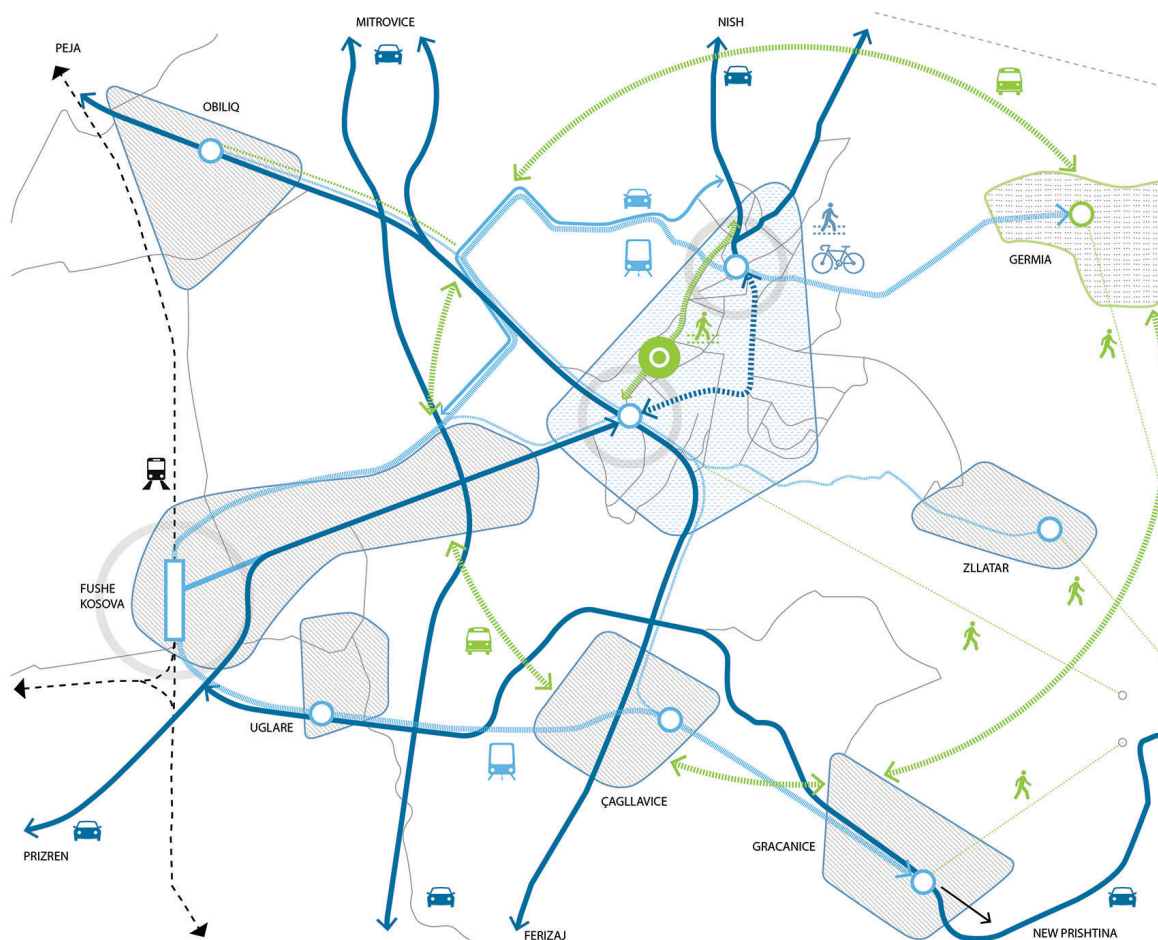 MITROVICE
NISH
PEJA
OBILIQ
GERMIA
ZLLATAR
FUSHE
KOSOVA
UGLARE
ÇAGLLAVICE
GRACANICE
PRIZREN
FERIZAJ
NEW PRISHTINA